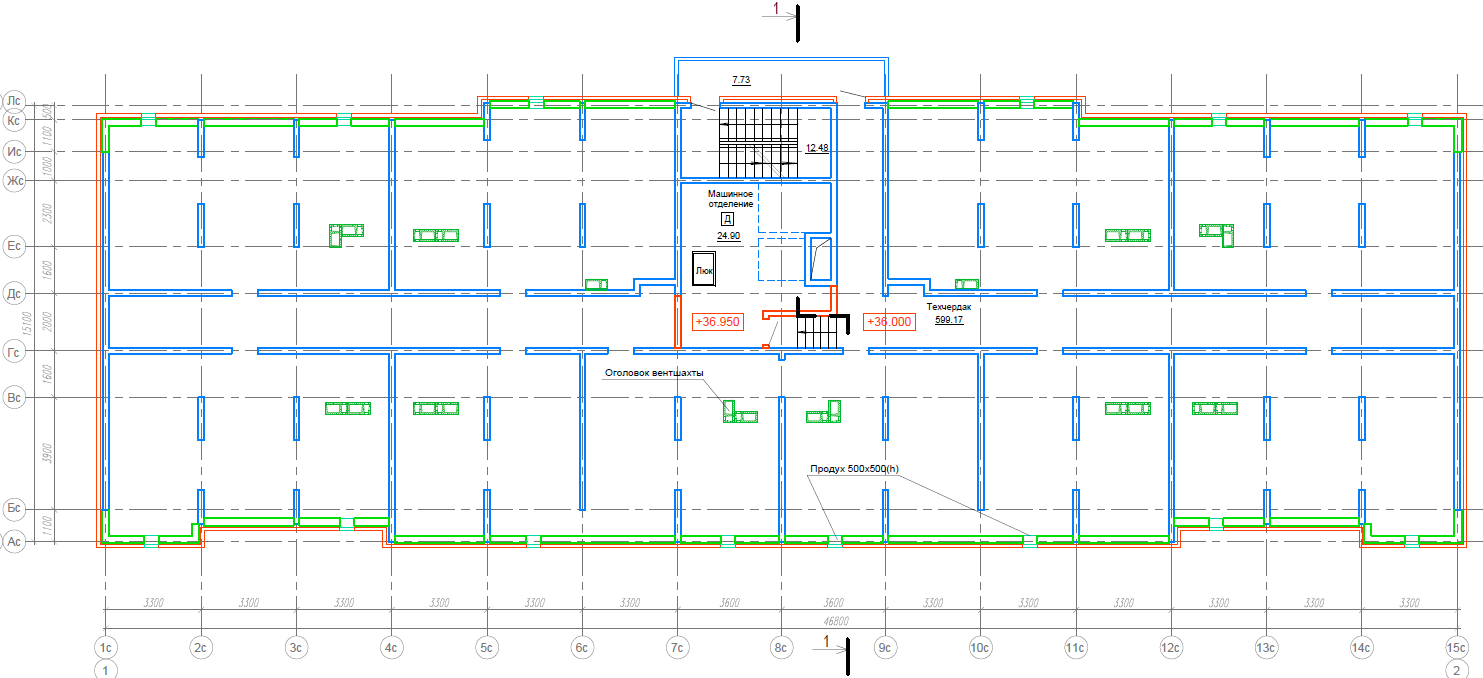 1
7.73
Лс
Кс
Ис
Жс
Ес
Дс
Гс
Вс
Бс
Ас
500
1100
1000
2300
1600
2000
1600
3900
1100
15100
12.48
Машинное
отделение
Д
24.90
Люк
Техчердак
599.17
+36.950
+36.000
Оголовок вентшахты
Продух 500х500(h)
3300 3300 3300 3300 3300 3300 3600 3600 3300 3300 3300 3300 3300 3300
46800
1
1с 2с 3с 4с 5с 6с 7с 8с 9с 10с 11с 12с 13с 14с 15с
1 2